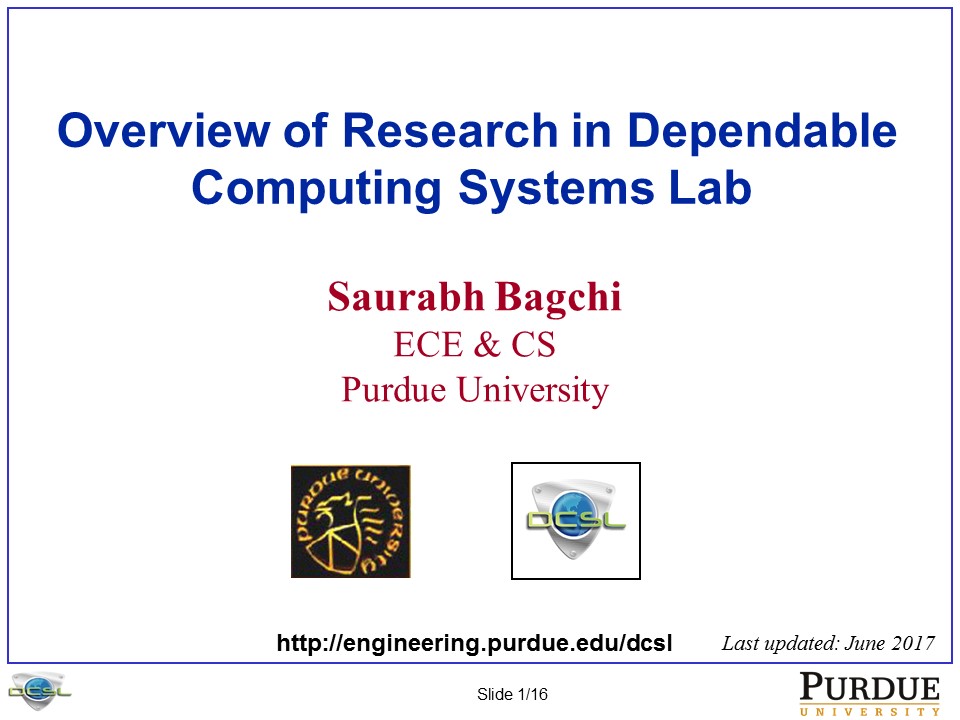 Overview of Research in Dependable
Computing Systems Lab
Saurabh Bagchi
ECE & CS
Purdue University
PURDUE UNIVERSITY
DCSL
http://engineering.purdue.edu/dcsl
Last updated: June 2017
DCSL
Slide 1/16
PURDUE
UNIVERSITY